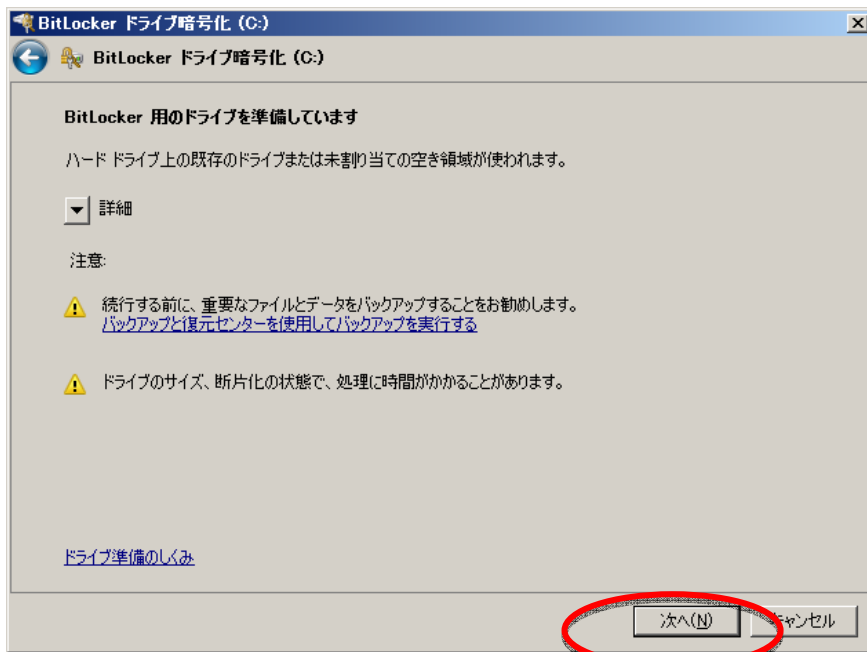 BitLocker ドライブ暗号化 (C:)
BitLocker ドライブ暗号化 (C:)
BitLocker 用のドライブを準備しています
ハード ドライブ上の既存のドライブまたは未割り当ての空き領域が使われます。
詳細
注意:
続行する前に、重要なファイルとデータをバックアップすることをお勧めします。
バックアップと復元センターを使用してバックアップを実行する
ドライブのサイズ、断片化の状態で、処理に時間がかかることがあります。
ドライブ準備のしくみ
次へ(N) キャンセル